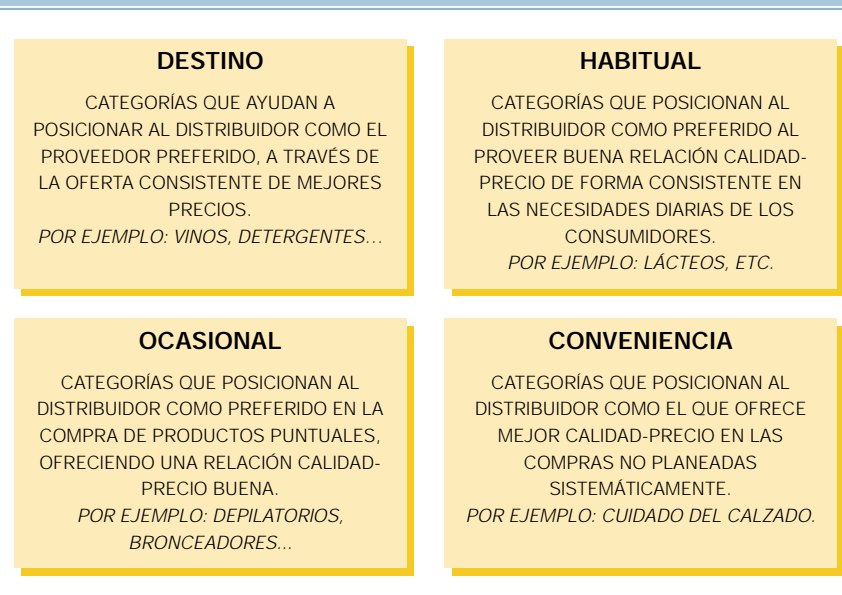 DESTINO
CATEGORÍAS QUE AYUDAN A
POSICIONAR AL DISTRIBUIDOR COMO EL
PROVEEDOR PREFERIDO, A TRAVÉS DE
LA OFERTA CONSISTENTE DE MEJORES
PRECIOS.
POR EJEMPLO: VINOS, DETERGENTES...
HABITUAL
CATEGORÍAS QUE POSICIONAN AL
DISTRIBUIDOR COMO PREFERIDO AL
PROVEER BUENA RELACIÓN CALIDAD-
PRECIO DE FORMA CONSISTENTE EN
LAS NECESIDADES DIARIAS DE LOS
CONSUMIDORES.
POR EJEMPLO: LÁCTEOS, ETC.
OCASIONAL
CATEGORÍAS QUE POSICIONAN AL
DISTRIBUIDOR COMO PREFERIDO EN LA
COMPRA DE PRODUCTOS PUNTUALES,
OFRECIENDO UNA RELACIÓN CALIDAD-
PRECIO BUENA.
POR EJEMPLO: DEPILATORIOS,
BRONCEADORES...
CONVENIENCIA
CATEGORÍAS QUE POSICIONAN AL
DISTRIBUIDOR COMO EL QUE OFRECE
MEJOR CALIDAD-PRECIO EN LAS
COMPRAS NO PLANEADAS
SISTEMÁTICAMENTE.
POR EJEMPLO: CUIDADO DEL CALZADO.